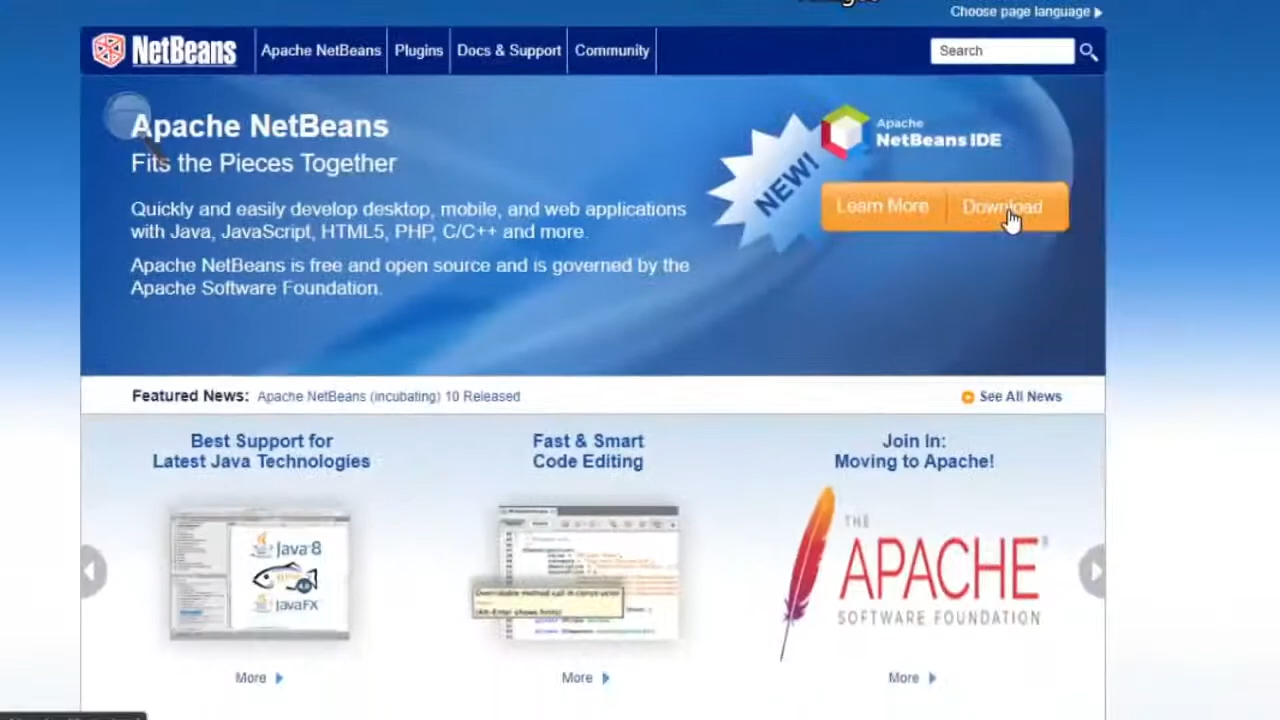 Choose page language
NetBeans
Apache NetBeans
Plugins
Docs & Support
Community
Search
Apache NetBeans
Fits the Pieces Together
Quickly and easily develop desktop, mobile, and web applications
with Java, JavaScript, HTML5, PHP, C/C++ and more.
Apache NetBeans is free and open source and is governed by the
Apache Software Foundation.
NEW!
Apache
NetBeans IDE
Learn More
Download
Featured News: Apache NetBeans (incubating) 10 Released
See All News
Best Support for
Latest Java Technologies
Java 8
JavaFX
More
Fast & Smart
Code Editing
More
Join In:
Moving to Apache!
THE
APACHE
SOFTWARE FOUNDATION
More